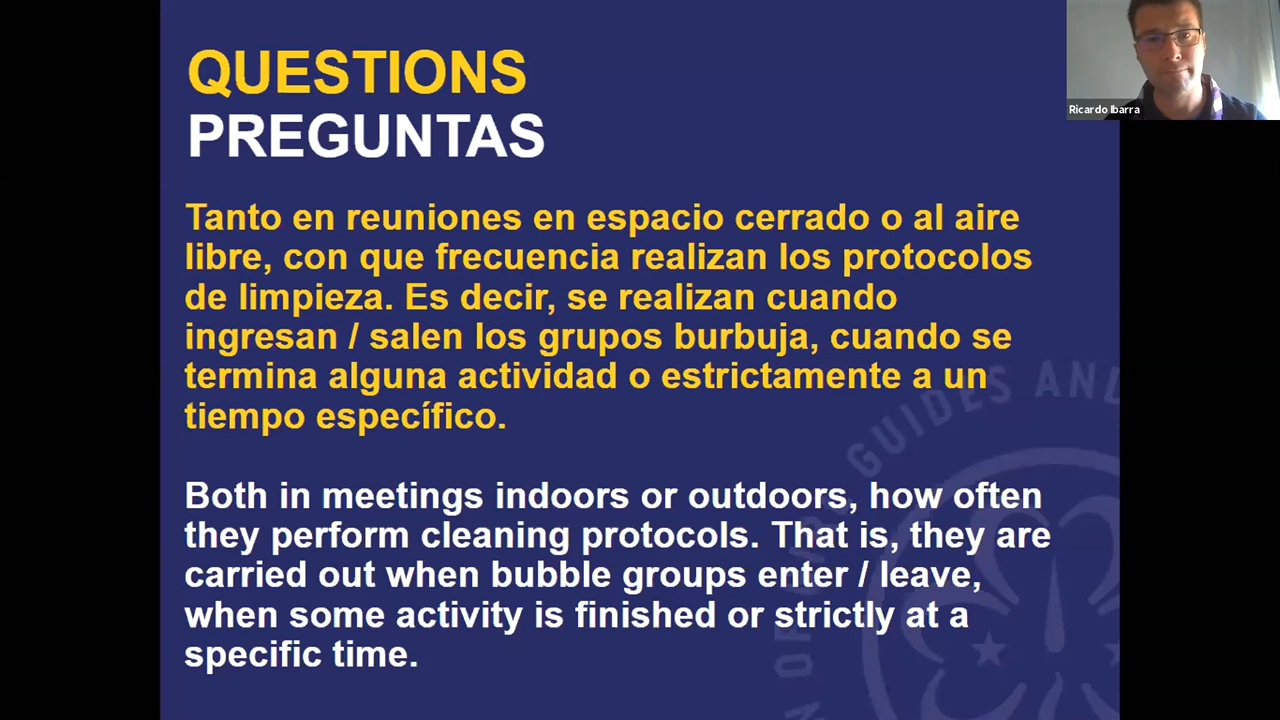 QUESTIONS
PREGUNTAS
Ricardo Ibarra
Tanto en reuniones en espacio cerrado o al aire
libre, con que frecuencia realizan los protocolos
de limpieza. Es decir, se realizan cuando
ingresan / salen los grupos burbuja, cuando se
termina alguna actividad o estrictamente a un
tiempo específico.
Both in meetings indoors or outdoors, how often
they perform cleaning protocols. That is, they are
carried out when bubble groups enter / leave,
when some activity is finished or strictly at a
specific time.
GUIDES AND
OF